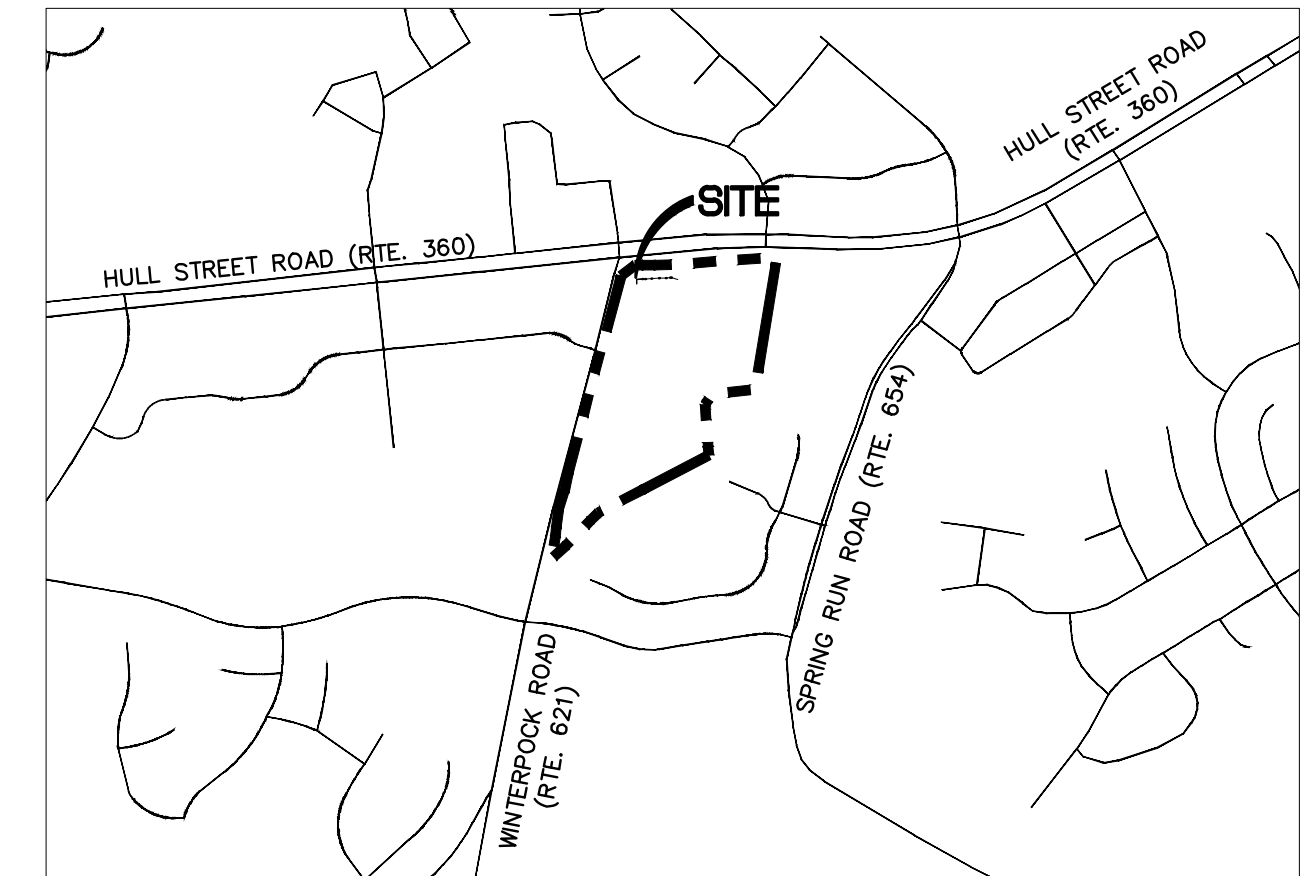 HULL STREET ROAD
(RTE. 360)
SITE
HULL STREET ROAD (RTE. 360)
SPRING RUN ROAD (RTE. 654)
WINTERPOCK ROAD
(RTE. 621)